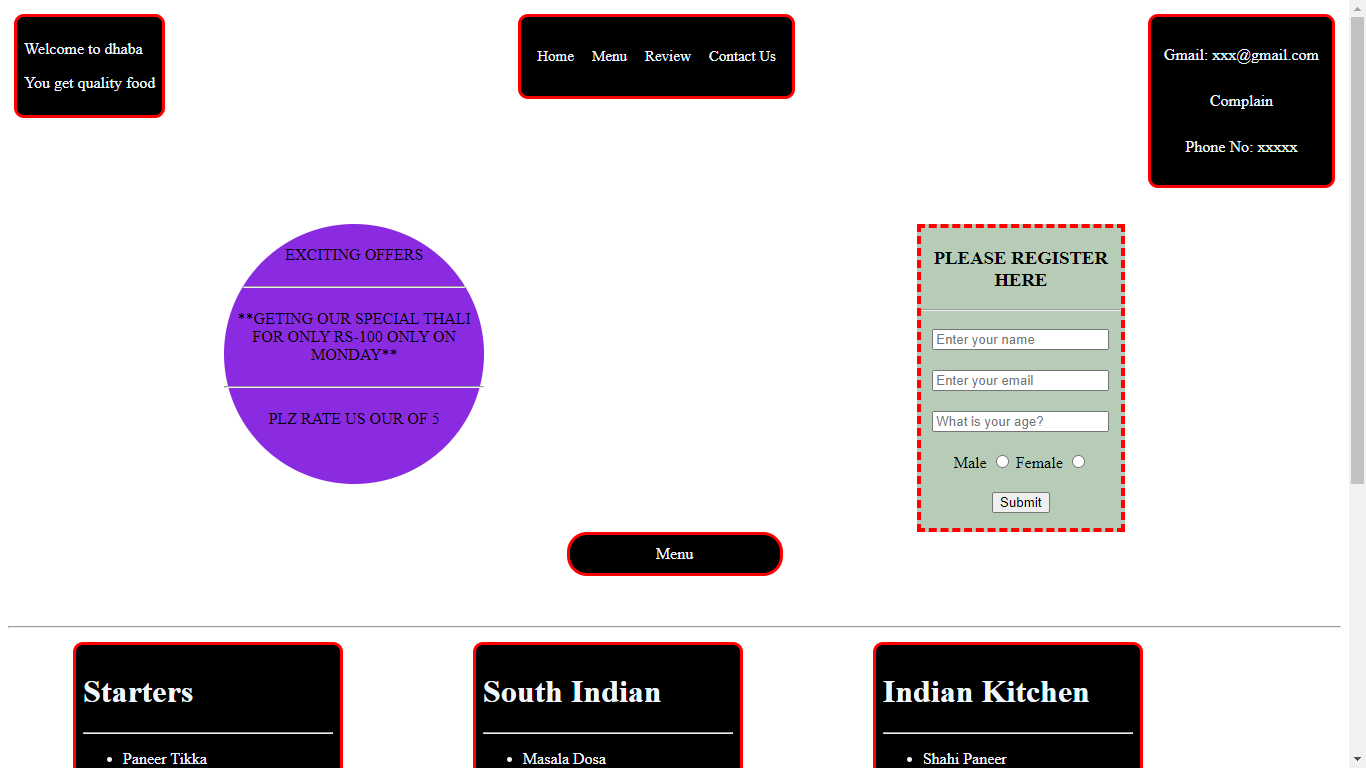 Welcome to dhaba
You get quality food
Home Menu Review Contact Us
Gmail: xxx@gmail.com
Complain
Phone No: xxxxx
EXCITING OFFERS
**GETING OUR SPECIAL THALI
FOR ONLY RS-100 ONLY ON
MONDAY**
PLZ RATE US OUR OF 5
PLEASE REGISTER
HERE
Enter your name
Enter your email
What is your age?
Male Female
Submit
Menu
Starters
Paneer Tikka
South Indian
Masala Dosa
Indian Kitchen
Shahi Paneer